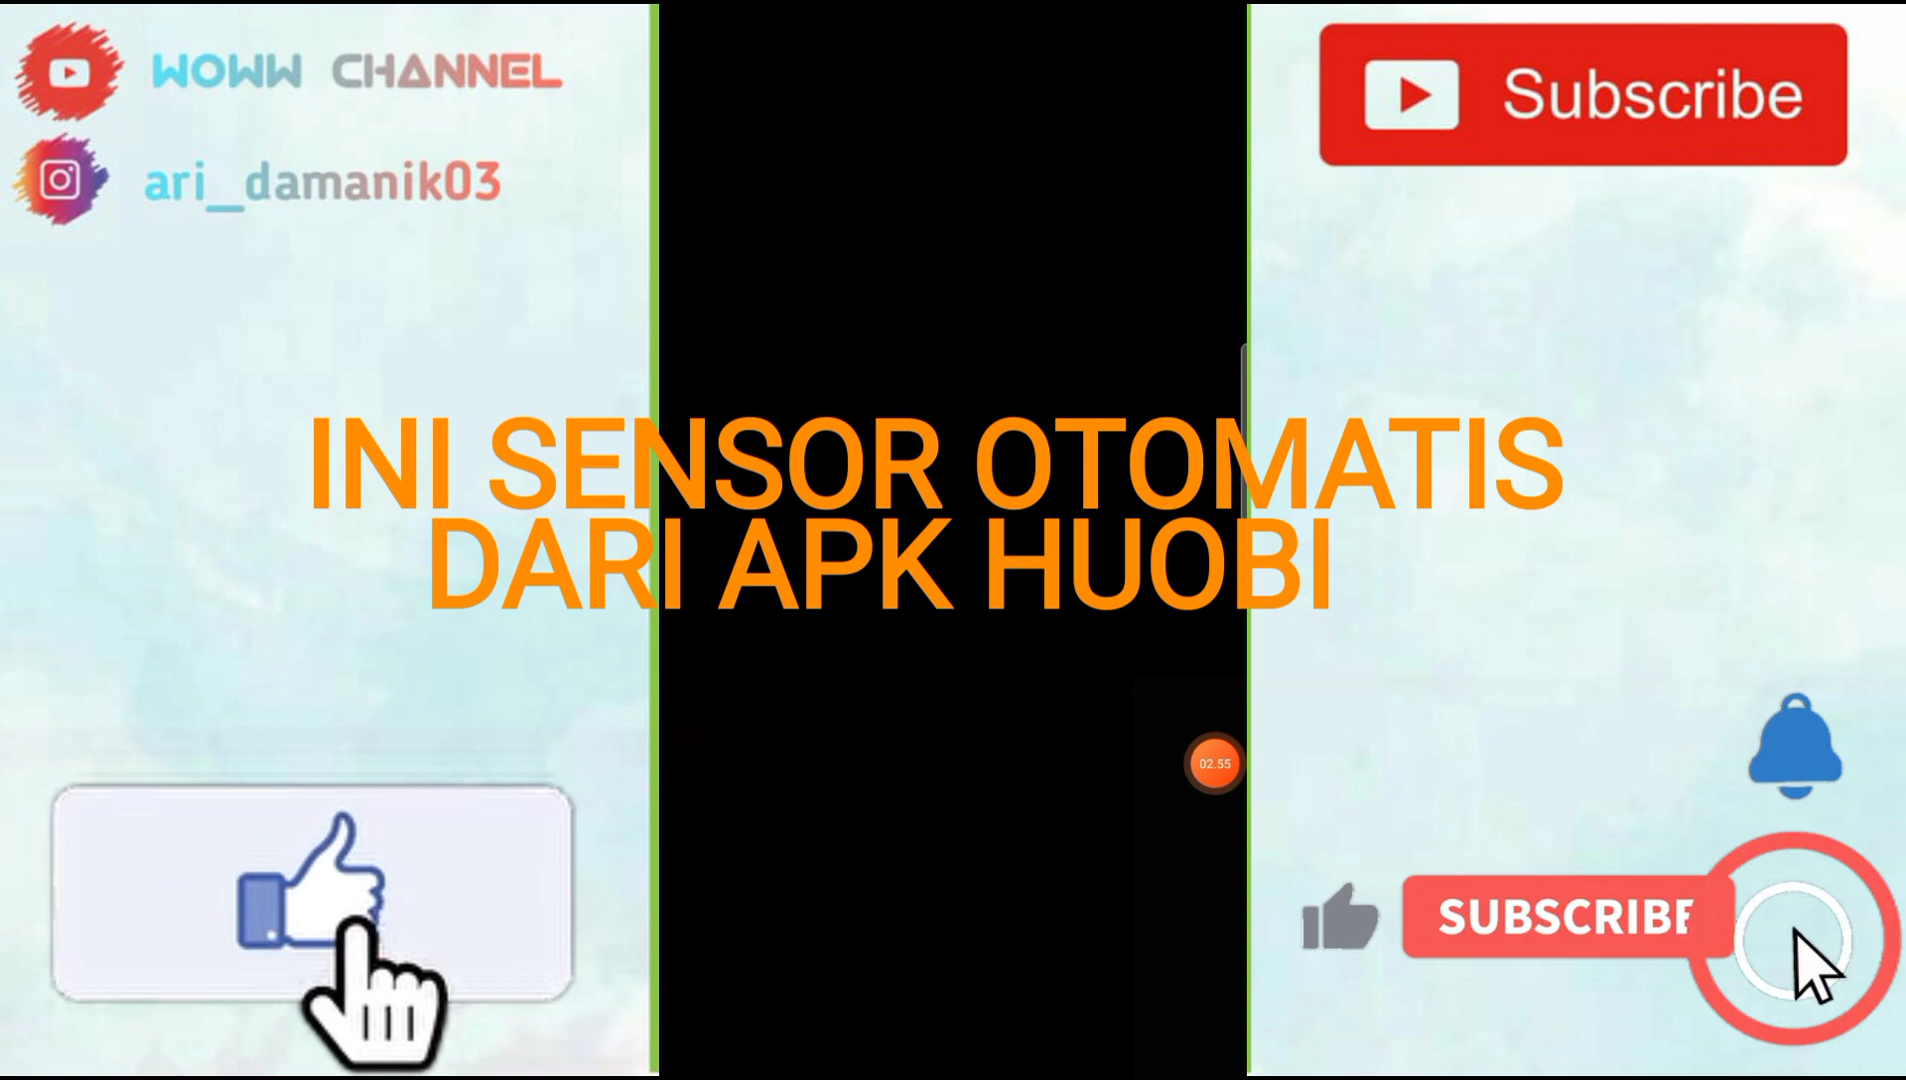 WOWW CHANNEL
ari_damanik03
Subscribe
INI SENSOR OTOMATIS
DARI APK HUOBI
02.55
SUBSCRIBE